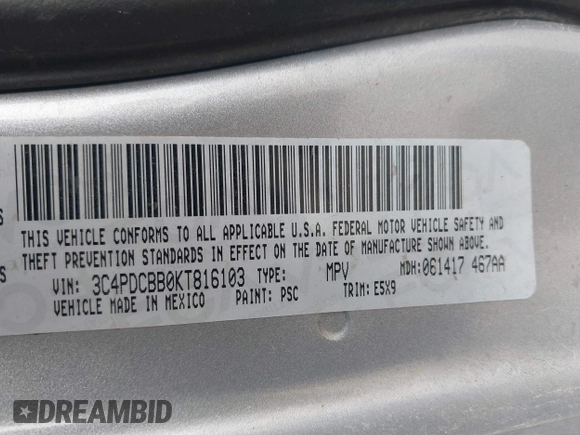 THIS VEHICLE CONFORMS TO ALL APPLICABLE U.S.A. FEDERAL MOTOR VEHICLE SAFETY AND
THEFT PREVENTION STANDARDS IN EFFECT ON THE DATE OF MANUFACTURE SHOWN ABOVE.
VIN: 3C4PDCBB0KT816103 TYPE: MPV MDH: 061417 467AA
VEHICLE MADE IN MEXICO PAINT: PSC TRIM: E5X9
DREAMBID